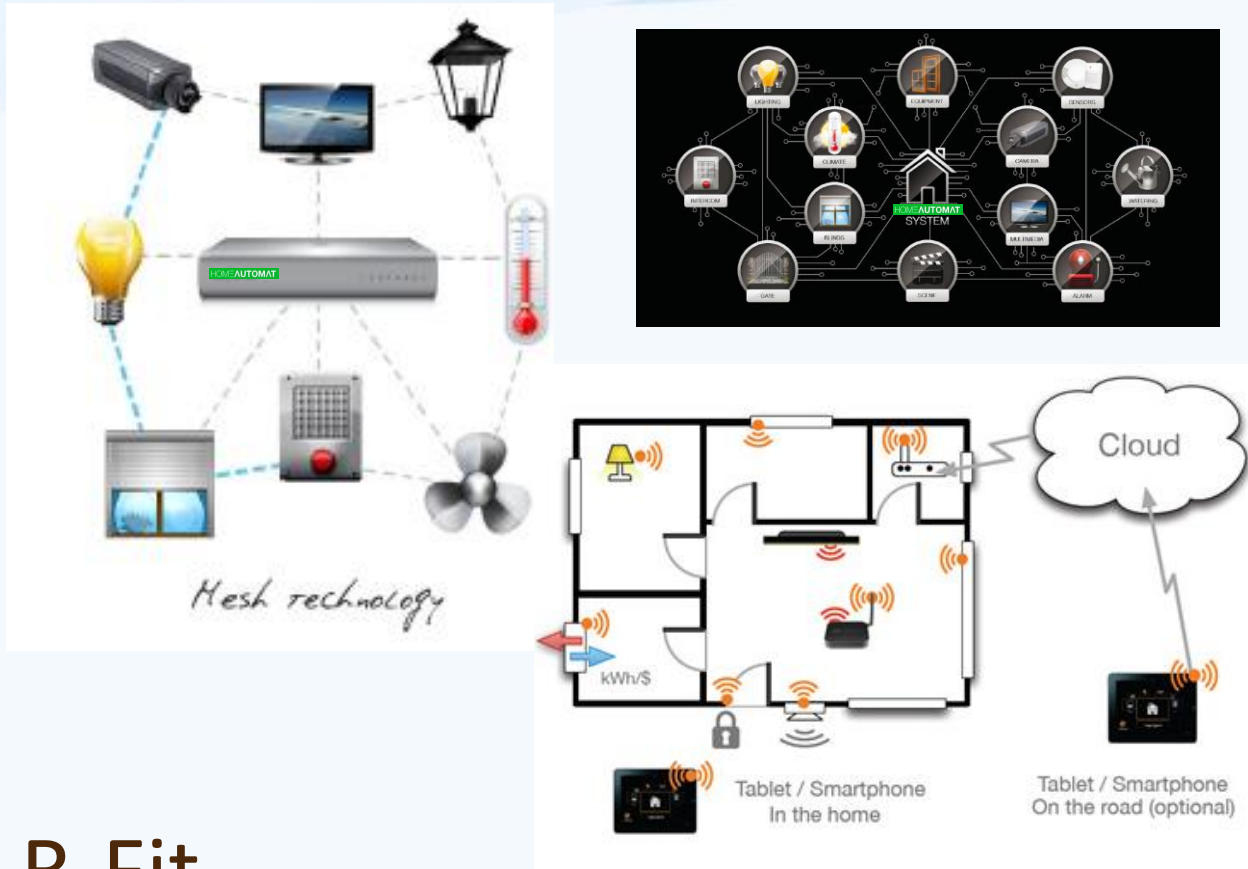 HOMEAUTOMAT
Mesh technology
LIGHTING
EQUIPMENT
SENSORS
CLIMATE
CAMERA
INTERCOM
HOMEAUTOMAT
SYSTEM
WATERING
BLINDS
MULTIMEDIA
GATE
SCENE
ALARM
Cloud
kWh/$
Tablet / Smartphone
In the home
Tablet / Smartphone
On the road (optional)
B Fit